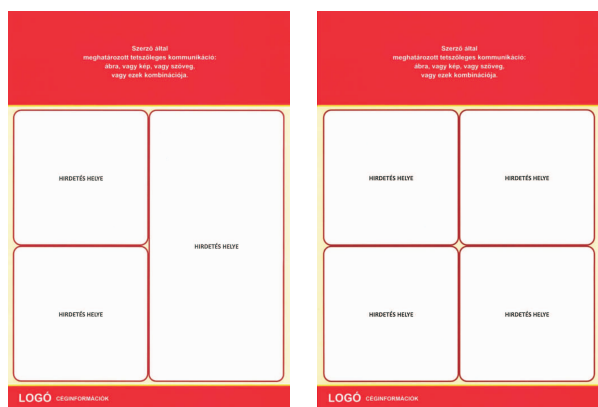 Szerző által
meghatározott tetszőleges kommunikáció:
ábra, vagy kép, vagy szöveg,
vagy ezek kombinációja.
HIRDETÉS HELYE
HIRDETÉS HELYE
HIRDETÉS HELYE
LOGÓ CÉGINFORMÁCIÓK
Szerző által
meghatározott tetszőleges kommunikáció:
ábra, vagy kép, vagy szöveg,
vagy ezek kombinációja.
HIRDETÉS HELYE
HIRDETÉS HELYE
HIRDETÉS HELYE
HIRDETÉS HELYE
LOGÓ CÉGINFORMÁCIÓK